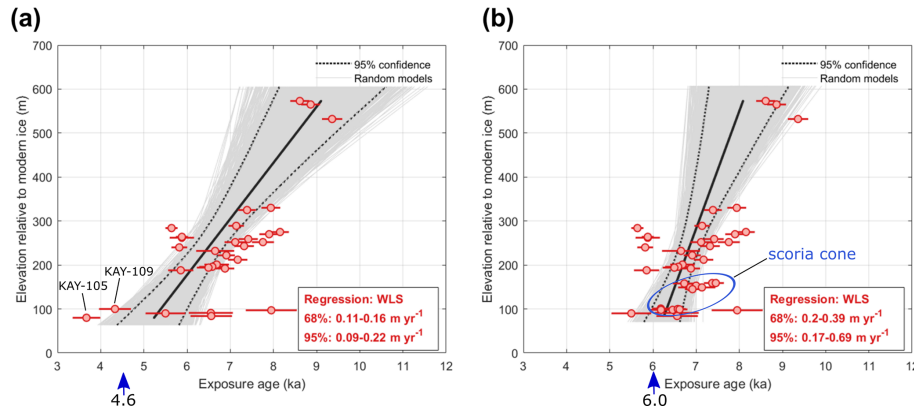 (a)
700
600
500
400
300
200
100
0
3 4 5 6 7 8 9 10 11 12
Elevation relative to modern ice (m)
Exposure age (ka)
95% confidence
Random models
KAY-109
KAY-105
Regression: WLS
68%: 0.11-0.16 m yr-1
95%: 0.09-0.22 m yr-1
4.6
(b)
700
600
500
400
300
200
100
0
3 4 5 6 7 8 9 10 11 12
Elevation relative to modern ice (m)
Exposure age (ka)
95% confidence
Random models
scoria cone
Regression: WLS
68%: 0.2-0.39 m yr-1
95%: 0.17-0.69 m yr-1
6.0